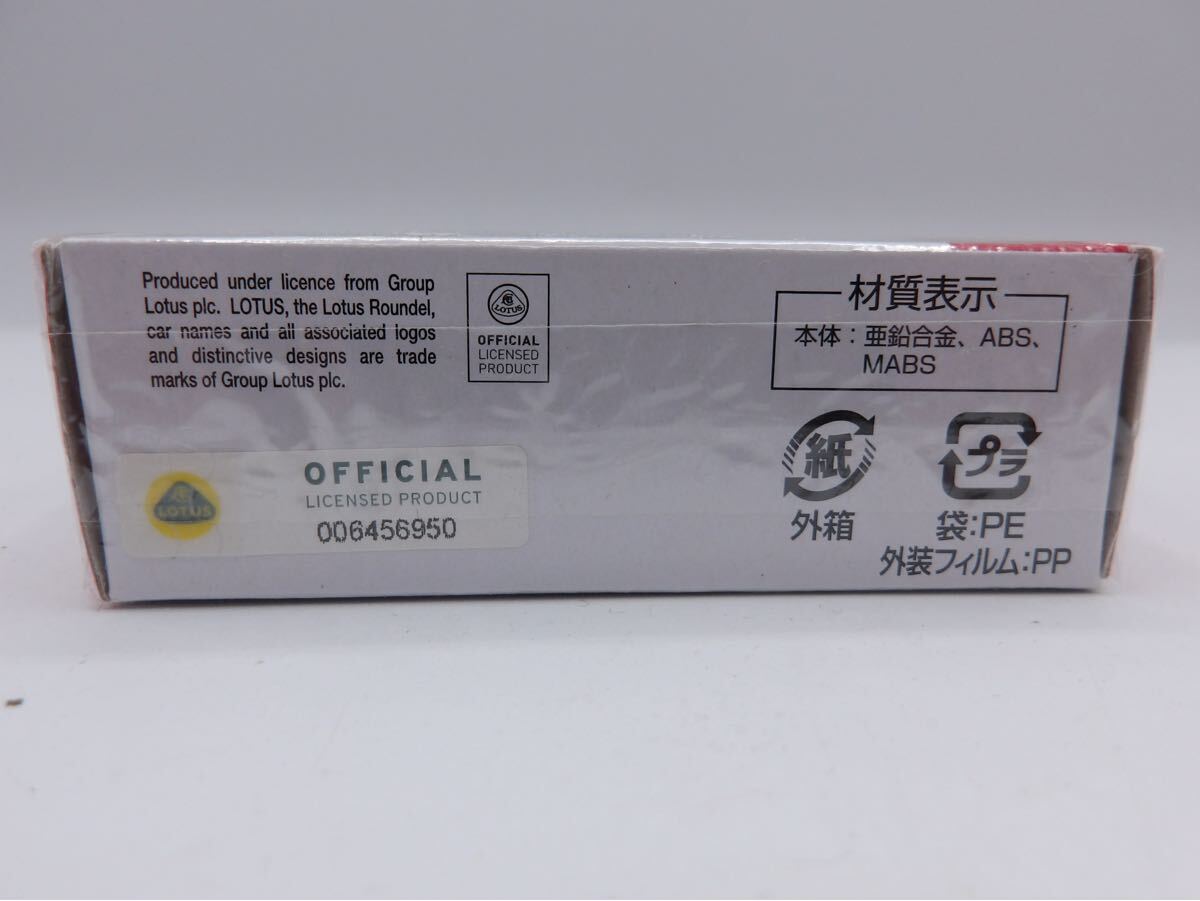 Produced under licence from Group
Lotus plc. LOTUS, the Lotus Roundel,
car names and all associated logos
and distinctive designs are trade
marks of Group Lotus plc.
LOTUS
OFFICIAL
LICENSED
PRODUCT
材質表示
本体：亜鉛合金、ABS、
MABS
紙
外箱
プラ
袋：PE
外装フィルム：PP
LOTUS
OFFICIAL
LICENSED PRODUCT
006456950